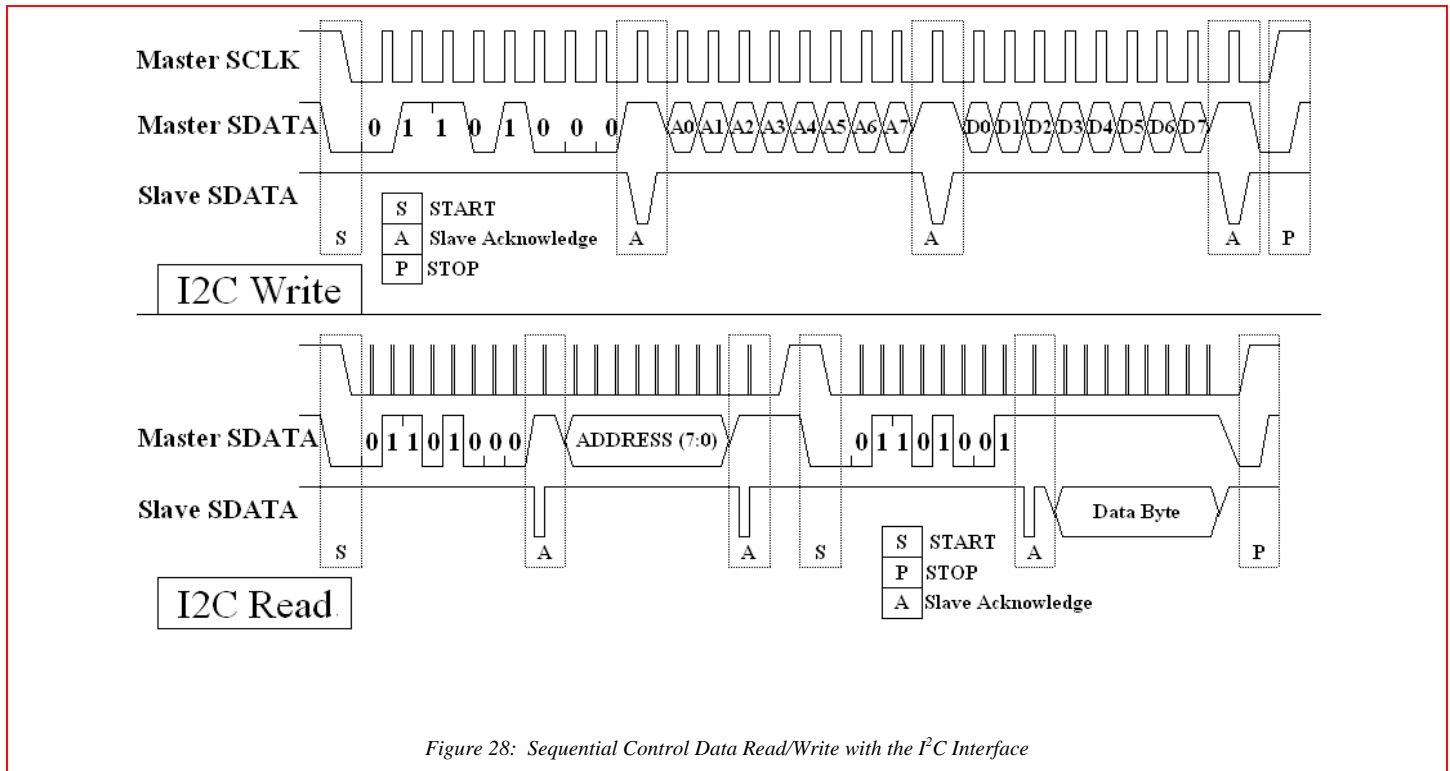 Master SCLK
Master SDATA 0 1 1 0 1 0 0 0 A0 A1 A2 A3 A4 A5 A6 A7 D0 D1 D2 D3 D4 D5 D6 D7
Slave SDATA
S START
A Slave Acknowledge
P STOP
S A A A P
I2C Write
Master SDATA 0 1 1 0 1 0 0 0 ADDRESS (7:0) 0 1 1 0 1 0 0 1
Slave SDATA Data Byte
S START
P STOP
A Slave Acknowledge
S A A S A P
I2C Read
Figure 28: Sequential Control Data Read/Write with the I²C Interface